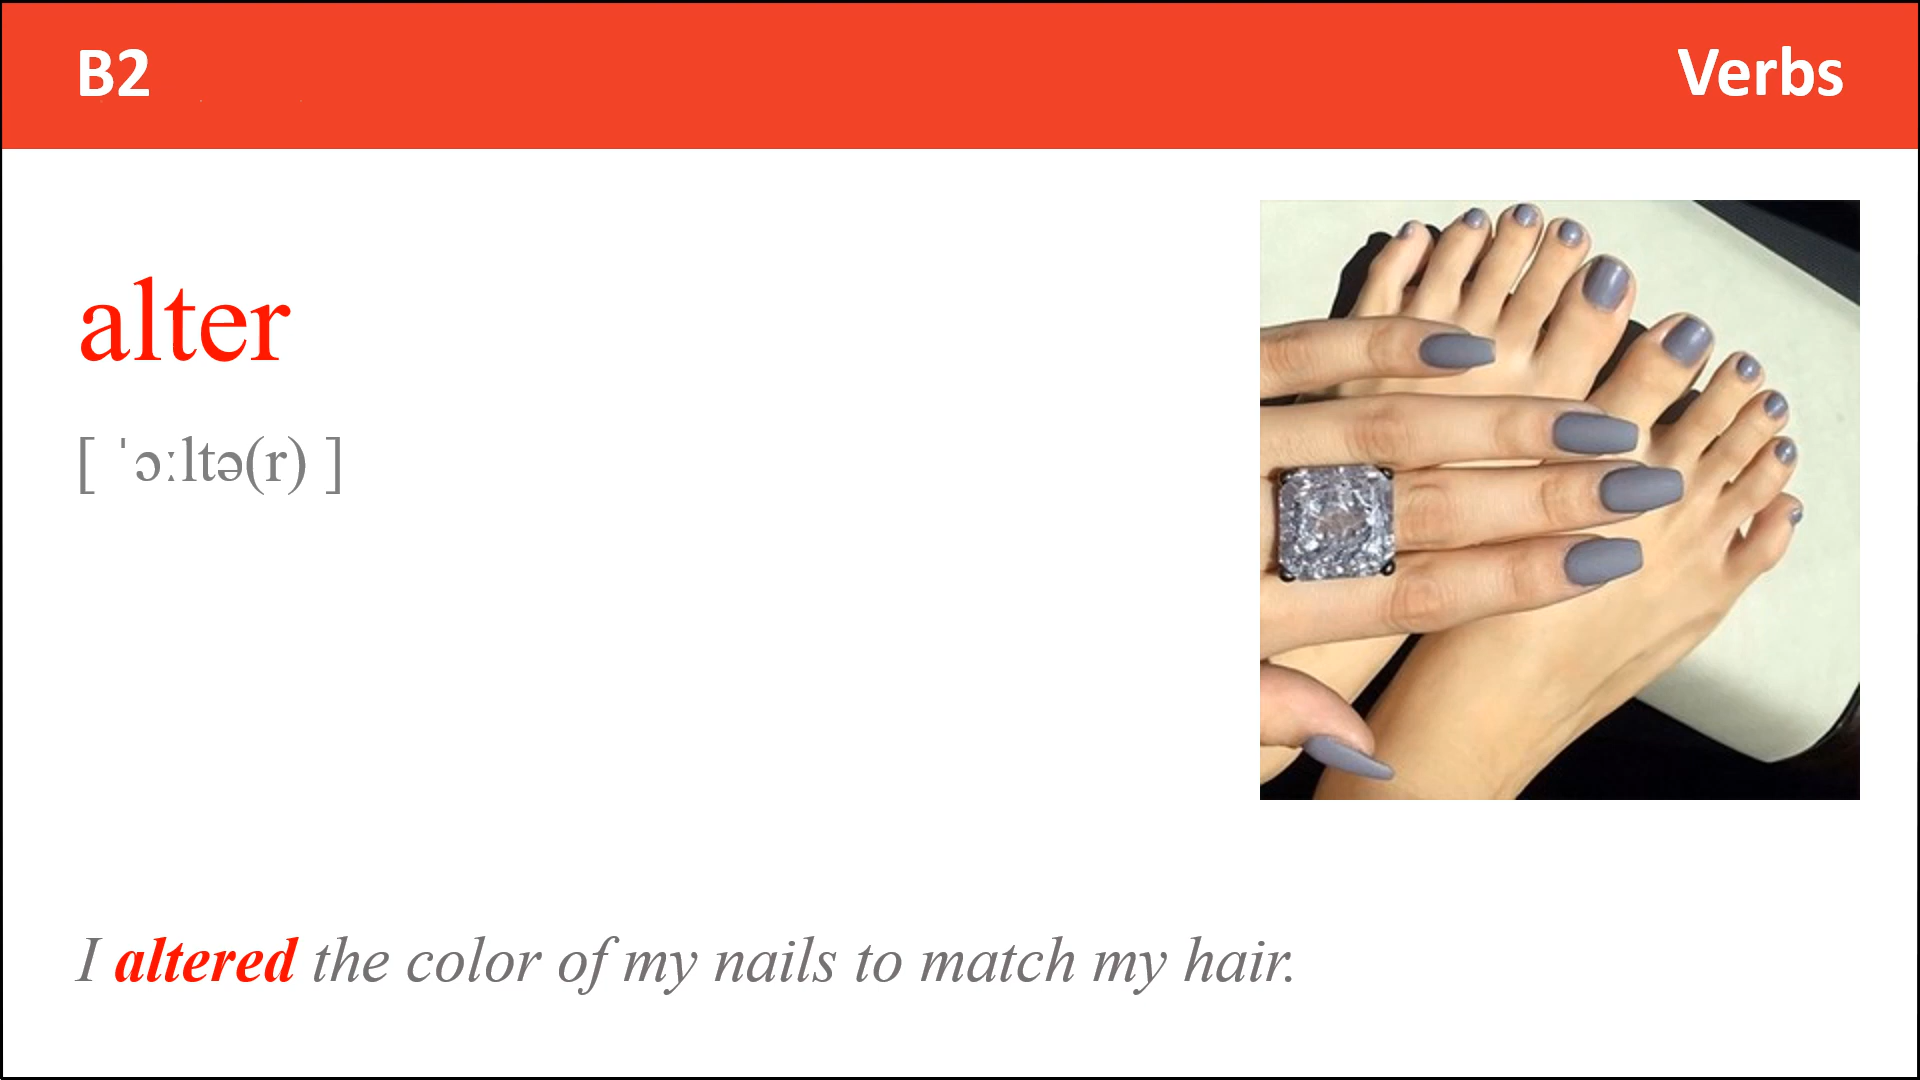 B2
Verbs
alter
[ ˈɔːltə(r) ]
I altered the color of my nails to match my hair.